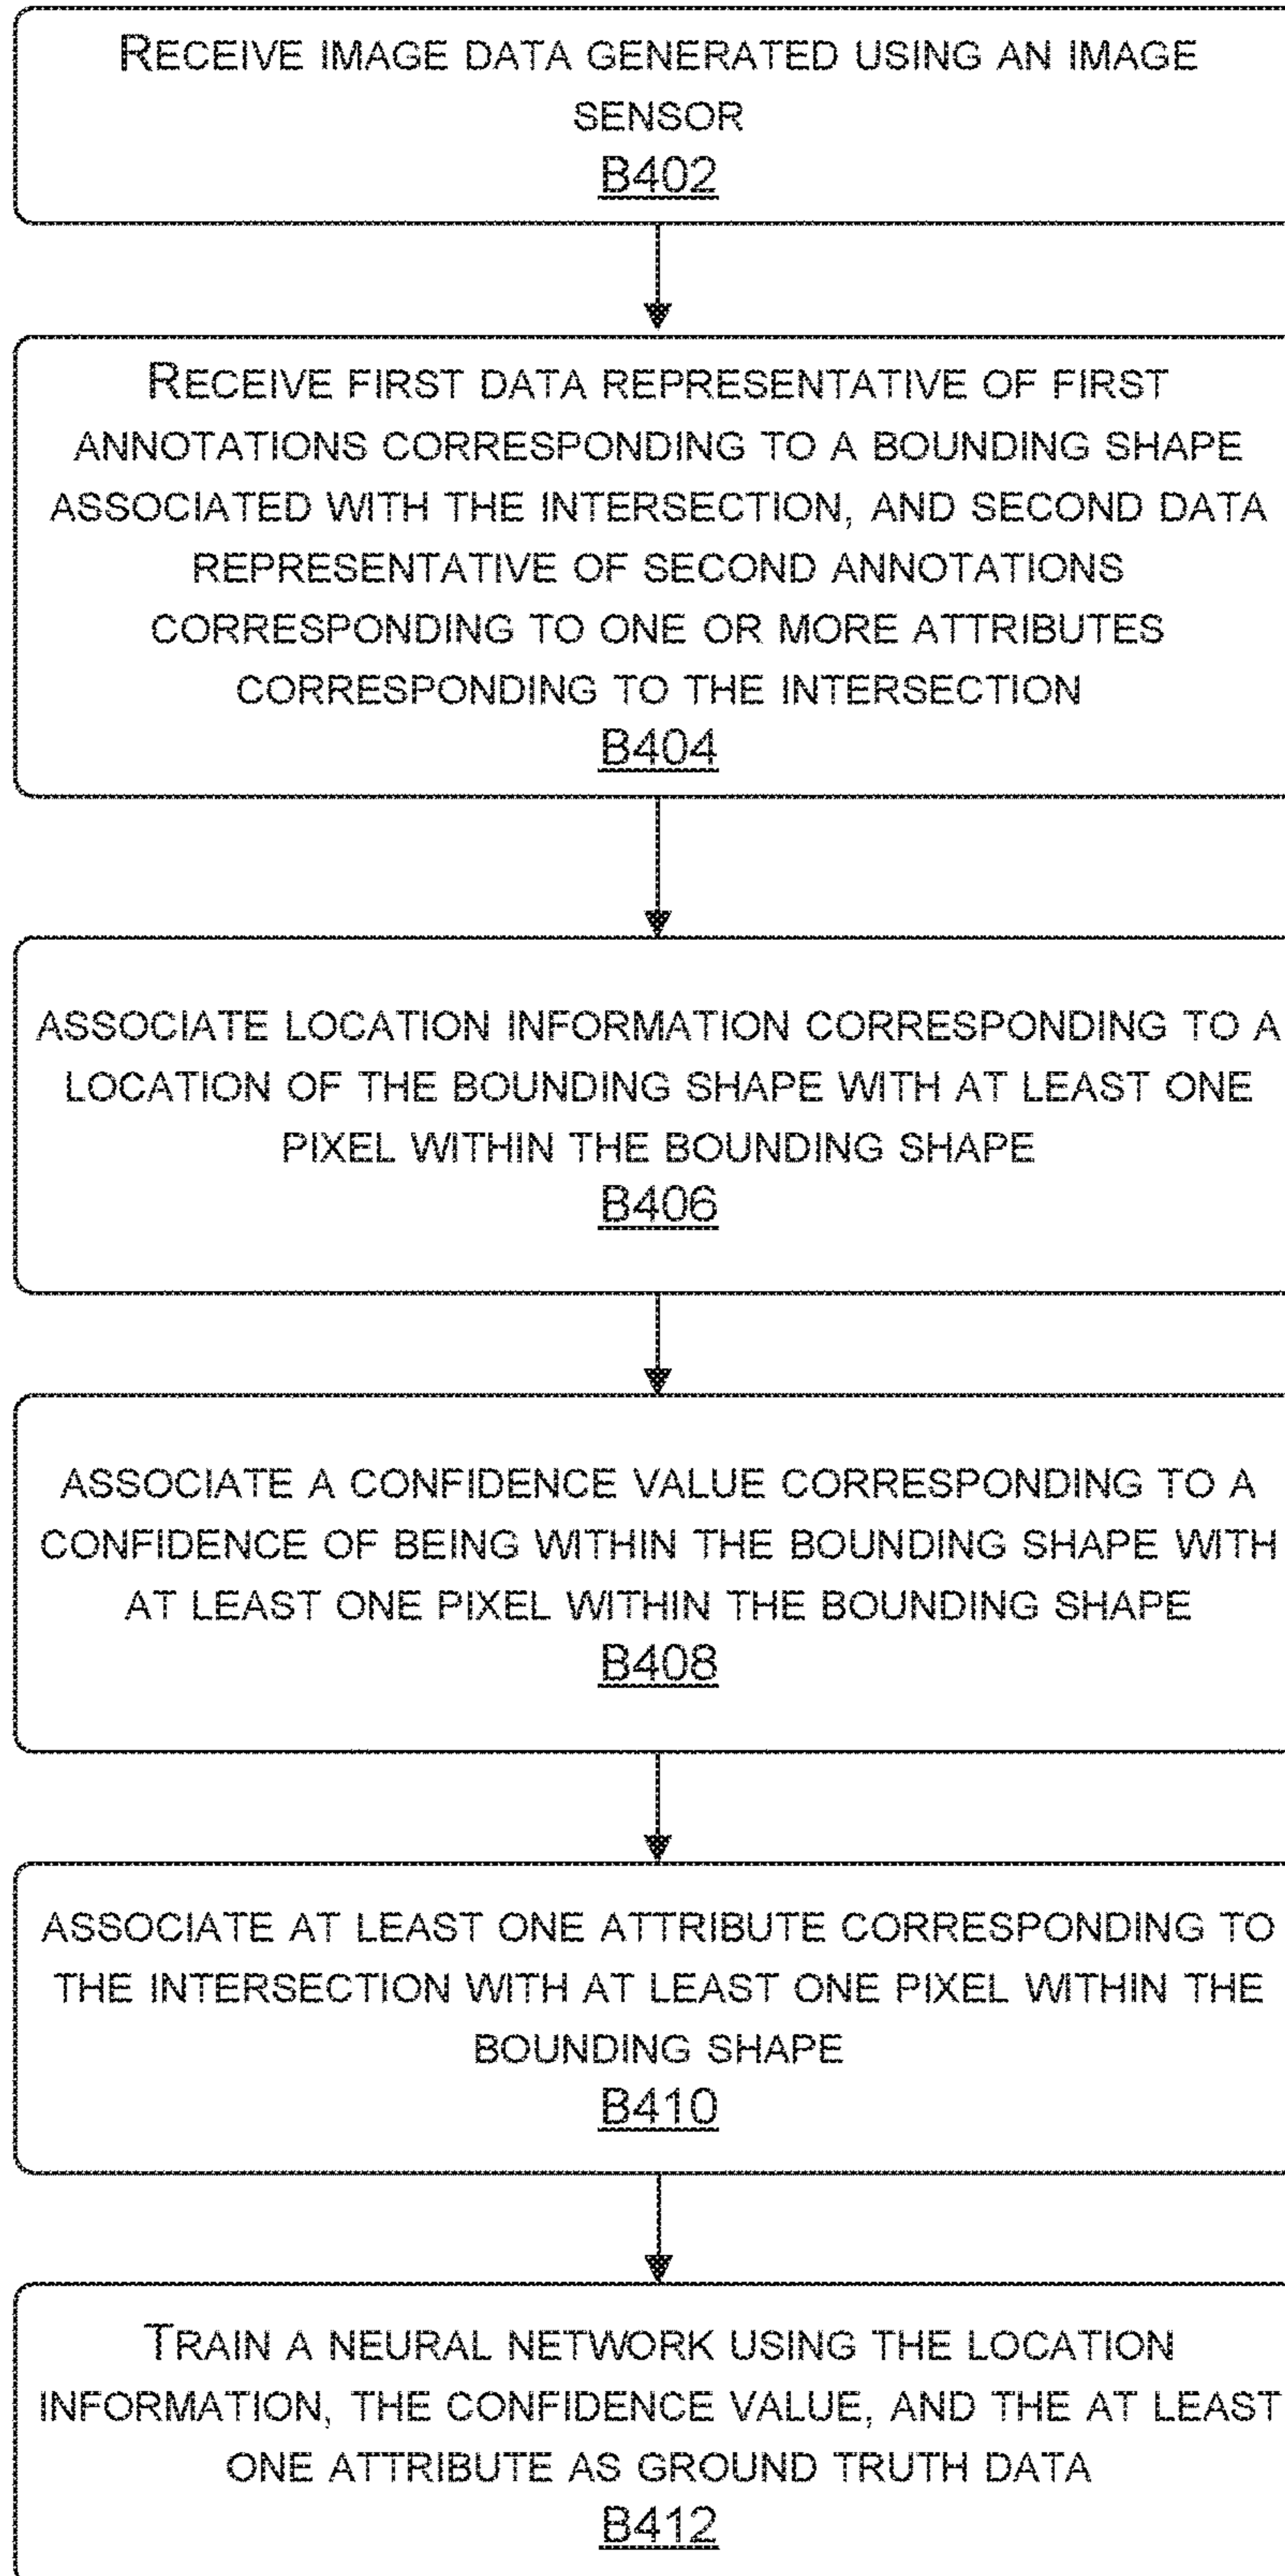 RECEIVE IMAGE DATA GENERATED USING AN IMAGE
SENSOR
B402
RECEIVE FIRST DATA REPRESENTATIVE OF FIRST
ANNOTATIONS CORRESPONDING TO A BOUNDING SHAPE
ASSOCIATED WITH THE INTERSECTION, AND SECOND DATA
REPRESENTATIVE OF SECOND ANNOTATIONS
CORRESPONDING TO ONE OR MORE ATTRIBUTES
CORRESPONDING TO THE INTERSECTION
B404
ASSOCIATE LOCATION INFORMATION CORRESPONDING TO A
LOCATION OF THE BOUNDING SHAPE WITH AT LEAST ONE
PIXEL WITHIN THE BOUNDING SHAPE
B406
ASSOCIATE A CONFIDENCE VALUE CORRESPONDING TO A
CONFIDENCE OF BEING WITHIN THE BOUNDING SHAPE WITH
AT LEAST ONE PIXEL WITHIN THE BOUNDING SHAPE
B408
ASSOCIATE AT LEAST ONE ATTRIBUTE CORRESPONDING TO
THE INTERSECTION WITH AT LEAST ONE PIXEL WITHIN THE
BOUNDING SHAPE
B410
TRAIN A NEURAL NETWORK USING THE LOCATION
INFORMATION, THE CONFIDENCE VALUE, AND THE AT LEAST
ONE ATTRIBUTE AS GROUND TRUTH DATA
B412